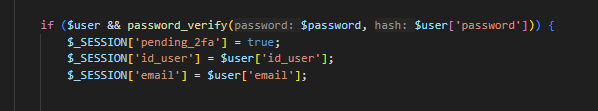 if ($user && password_verify(password: $password, hash: $user['password'])) {
$_SESSION['pending_2fa'] = true;
$_SESSION['id_user'] = $user['id_user'];
$_SESSION['email'] = $user['email'];